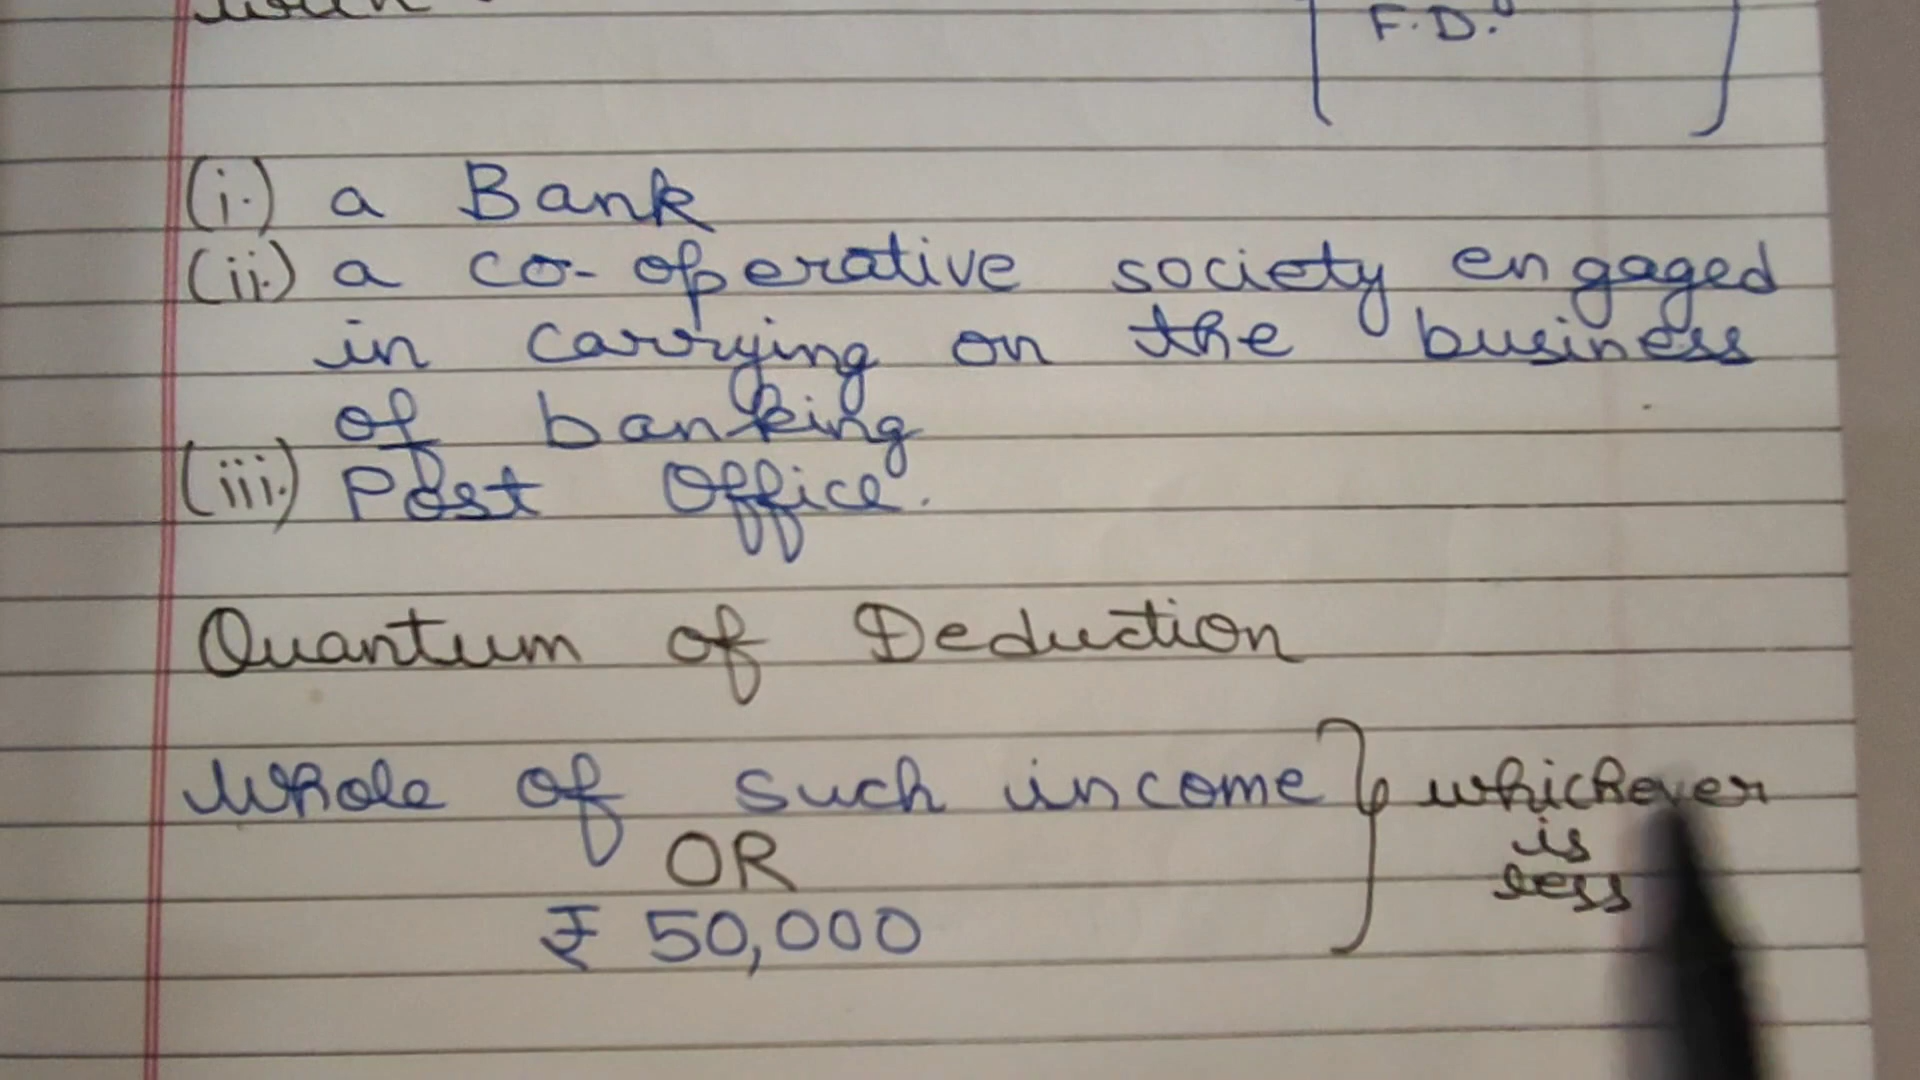 F.D.
(i.) a Bank
(ii.) a co-operative society engaged
in carrying on the business
of banking
(iii.) Post Office.
Quantum of Deduction
Whole of such income
whichever
is
less
OR
₹ 50,000